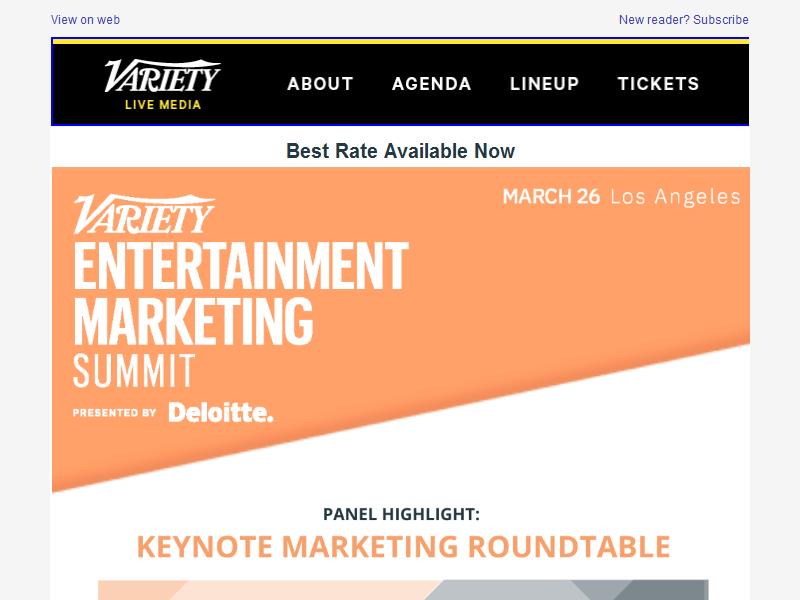 View on web
New reader? Subscribe
VARIETY
LIVE MEDIA
ABOUT AGENDA LINEUP TICKETS
Best Rate Available Now
MARCH 26 Los Angeles
VARIETY
ENTERTAINMENT
MARKETING
SUMMIT
PRESENTED BY Deloitte.
PANEL HIGHLIGHT:
KEYNOTE MARKETING ROUNDTABLE